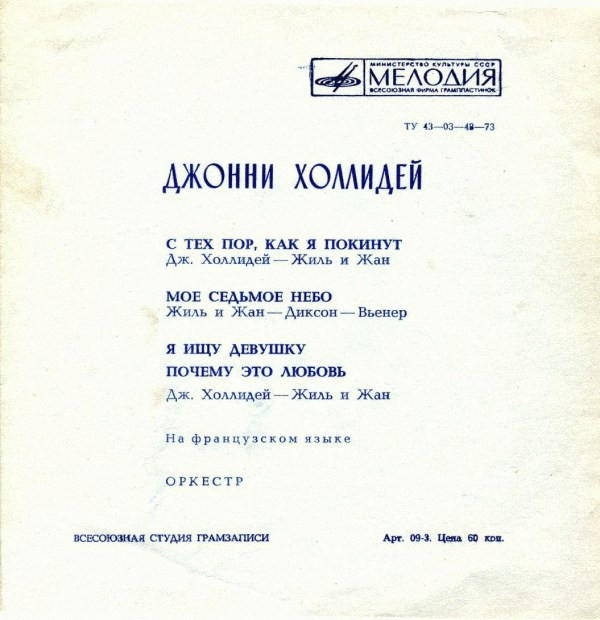 МИНИСТЕРСТВО КУЛЬТУРЫ СССР
МЕЛОДИЯ
ВСЕСОЮЗНАЯ ФИРМА ГРАМПЛАСТИНОК
ТУ 43—03—48—73
ДЖОННИ ХОЛЛИДЕЙ
С ТЕХ ПОР, КАК Я ПОКИНУТ
Дж. Холлидей — Жиль и Жан
МОЕ СЕДЬМОЕ НЕБО
Жиль и Жан — Диксон — Вьенер
Я ИЩУ ДЕВУШКУ
ПОЧЕМУ ЭТО ЛЮБОВЬ
Дж. Холлидей — Жиль и Жан
На французском языке
ОРКЕСТР
ВСЕСОЮЗНАЯ СТУДИЯ ГРАМЗАПИСИ
Арт. 09-3. Цена 60 коп.